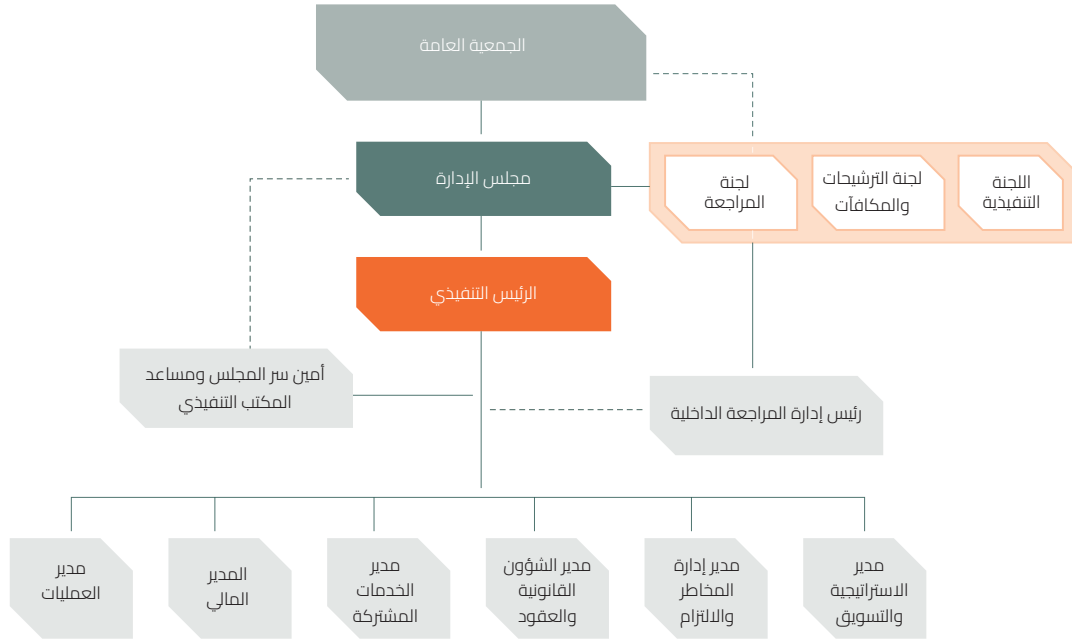 الجمعية العامة
مجلس الإدارة
اللجنة
التنفيذية
لجنة الترشيحات
والمكافآت
لجنة
المراجعة
الرئيس التنفيذي
رئيس إدارة المراجعة الداخلية
أمين سر المجلس ومساعد
المكتب التنفيذي
مدير
الاستراتيجية
والتسويق
مدير إدارة
المخاطر
والالتزام
مدير الشؤون
القانونية
والعقود
مدير
الخدمات
المشتركة
المدير
المالي
مدير
العمليات